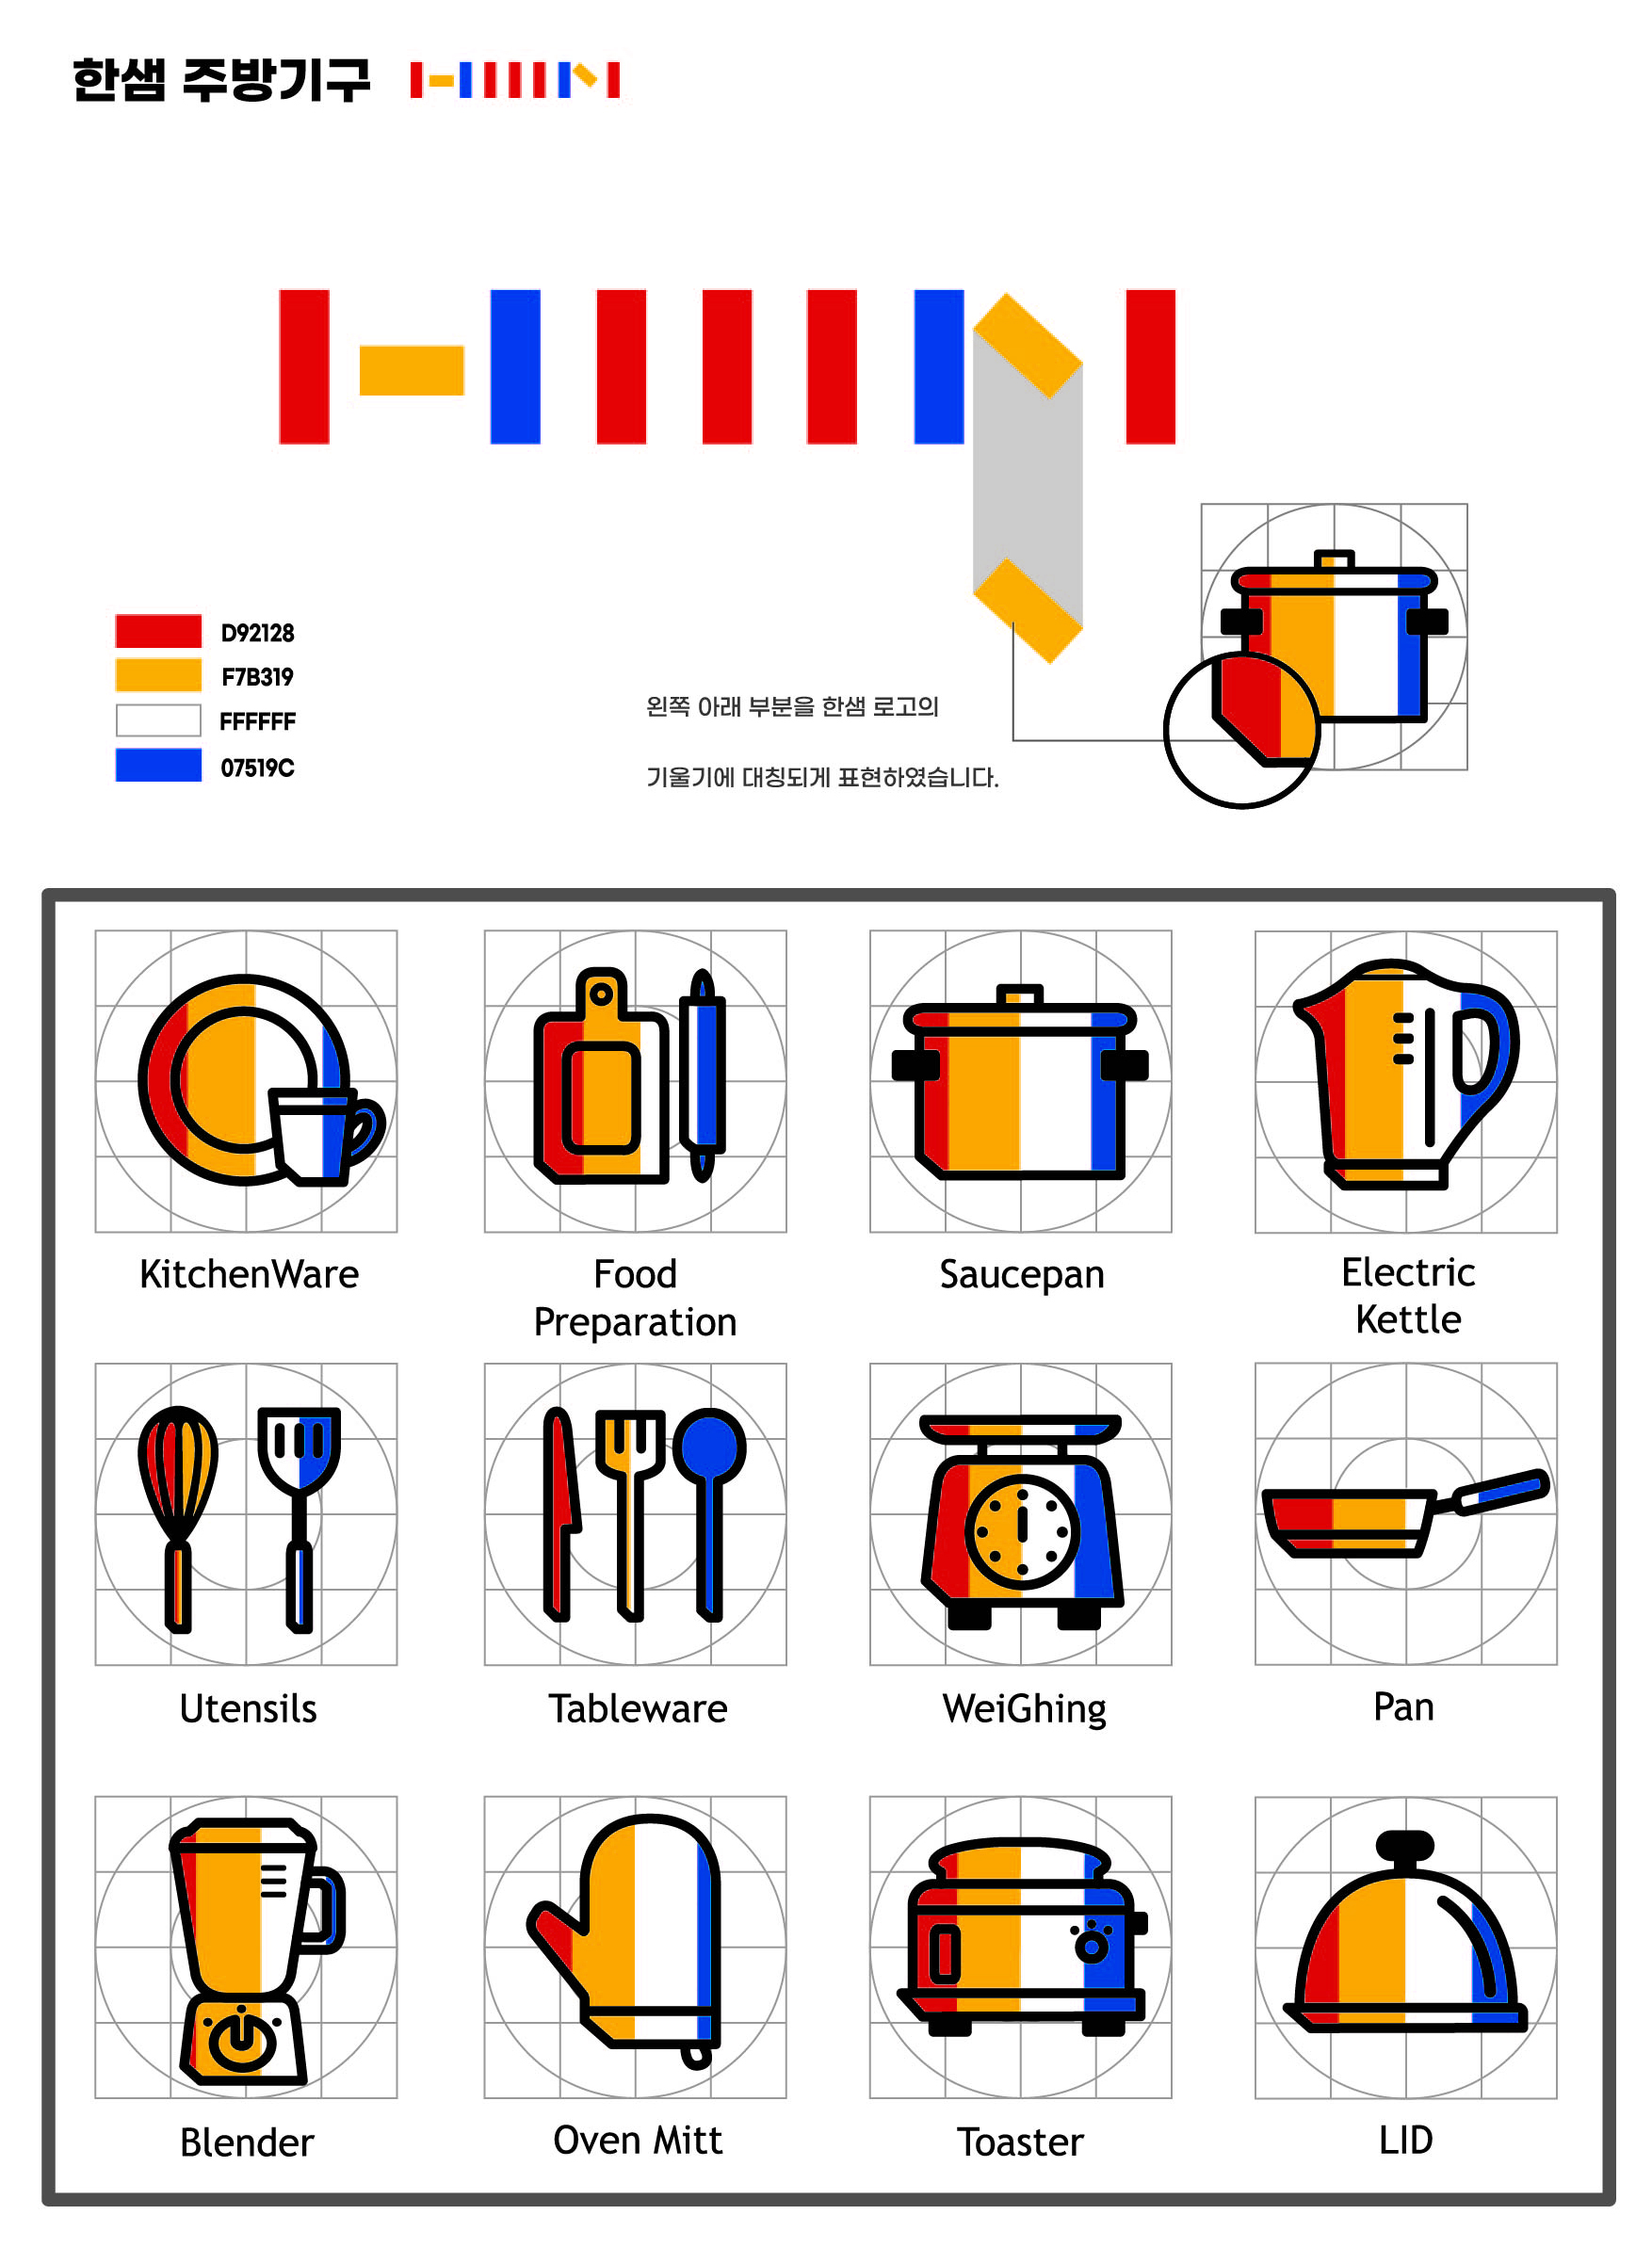 한샘 주방기구
D92128
F7B319
FFFFFF
07519C
왼쪽 아래 부분을 한샘 로고의
기울기에 대칭되게 표현하였습니다.
KitchenWare
Food
Preparation
Saucepan
Electric
Kettle
Utensils
Tableware
WeiGhing
Pan
Blender
Oven Mitt
Toaster
LID